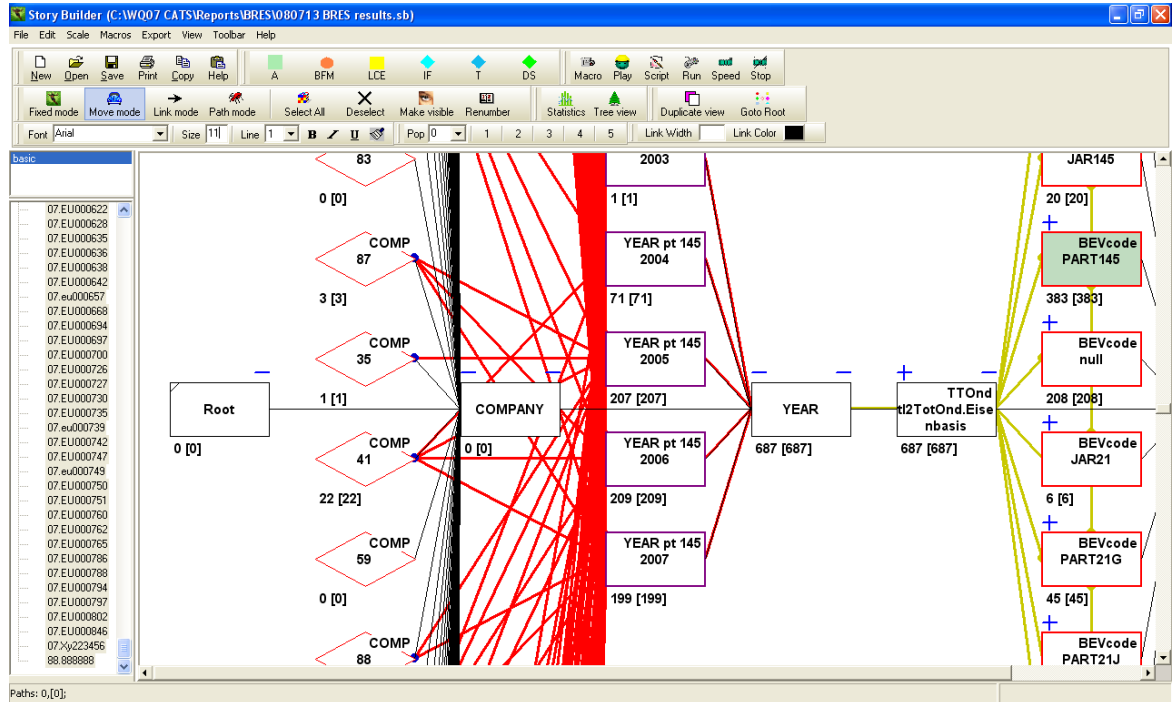 Story Builder (C:\WQ07 CATS\Reports\BRES\080713 BRES results.sb)
File Edit Scale Macros Export View Toolbar Help
New Open Save Print Copy Help A BFM LCE IF T DS Macro Play Script Run Speed Stop
Fixed mode Move mode Link mode Path mode Select All Deselect Make visible Renumber Statistics Tree view Duplicate view Goto Root
Font Arial Size 11 Line 1 B I U Pop 0 1 2 3 4 5 Link Width Link Color
basic
07.EU000622
07.EU000628
07.EU000635
07.EU000636
07.EU000638
07.EU000642
07.eu000657
07.EU000668
07.EU000694
07.EU000697
07.EU000700
07.EU000726
07.EU000727
07.EU000730
07.EU000735
07.eu000739
07.EU000742
07.EU000747
07.eu000749
07.EU000750
07.EU000751
07.EU000760
07.EU000762
07.EU000765
07.EU000786
07.EU000788
07.EU000794
07.EU000797
07.EU000802
07.EU000846
07.Xy223456
88.888888
Root
0 [0]
83
0 [0]
COMP
87
3 [3]
COMP
35
1 [1]
COMP
41
22 [22]
COMP
59
0 [0]
COMP
88
COMPANY
0 [0]
2003
1 [1]
YEAR pt 145
2004
71 [71]
YEAR pt 145
2005
207 [207]
YEAR pt 145
2006
209 [209]
YEAR pt 145
2007
199 [199]
YEAR
687 [687]
TTOnd
tl2TotOnd.Eise
nbasis
687 [687]
JAR145
20 [20]
BEVcode
PART145
383 [383]
BEVcode
null
208 [208]
BEVcode
JAR21
6 [6]
BEVcode
PART21G
45 [45]
BEVcode
PART21J
Paths: 0,[0];